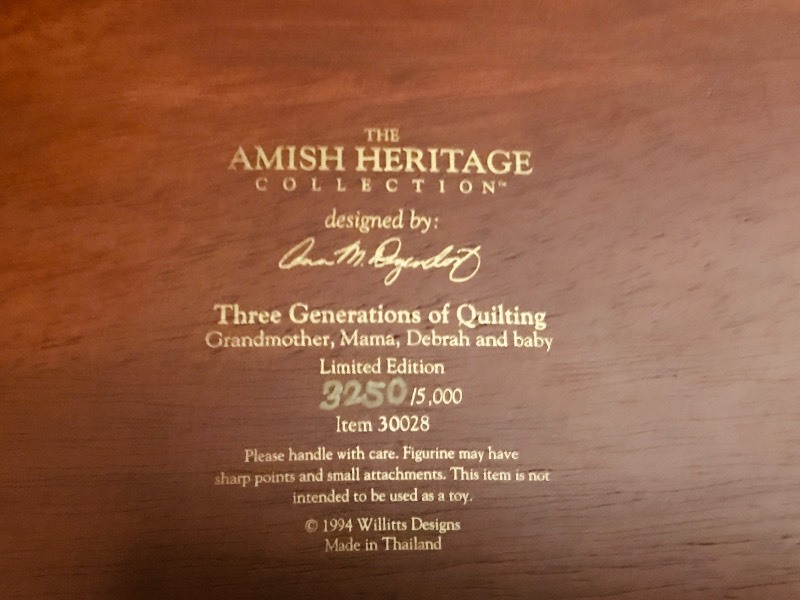 THE
AMISH HERITAGE
COLLECTION™
designed by:
Ann M. Dezendorf
Three Generations of Quilting
Grandmother, Mama, Debrah and baby
Limited Edition
3250/5,000
Item 30028
Please handle with care. Figurine may have
sharp points and small attachments. This item is not
intended to be used as a toy.
© 1994 Willitts Designs
Made in Thailand